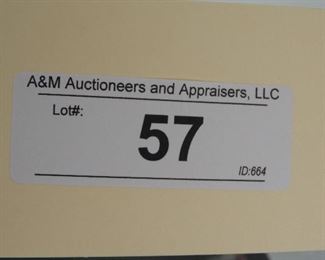 A&M Auctioneers and Appraisers, LLC
Lot#:
57
ID:664